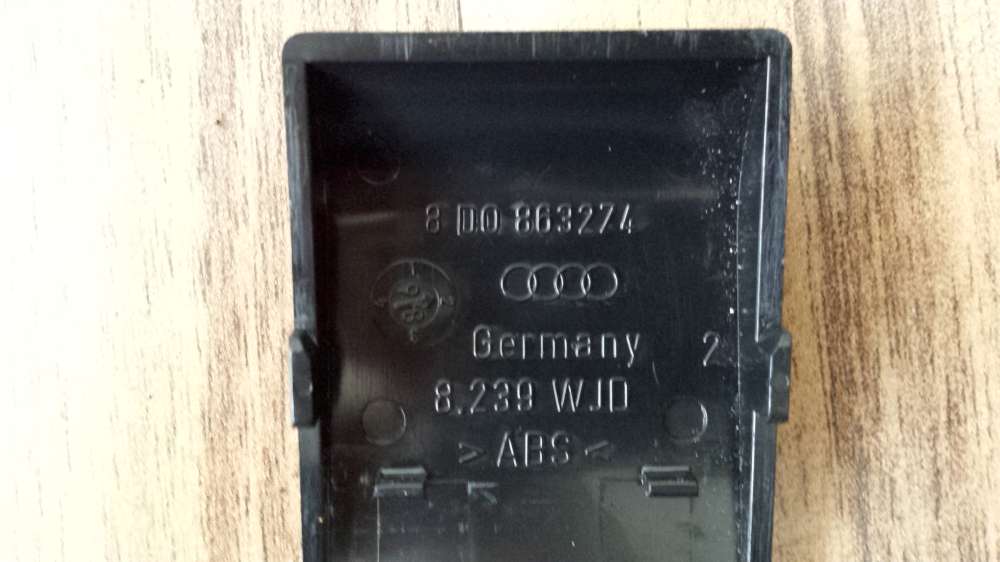 8 D0 863274
Germany
2
8.239 WJD
> ABS <